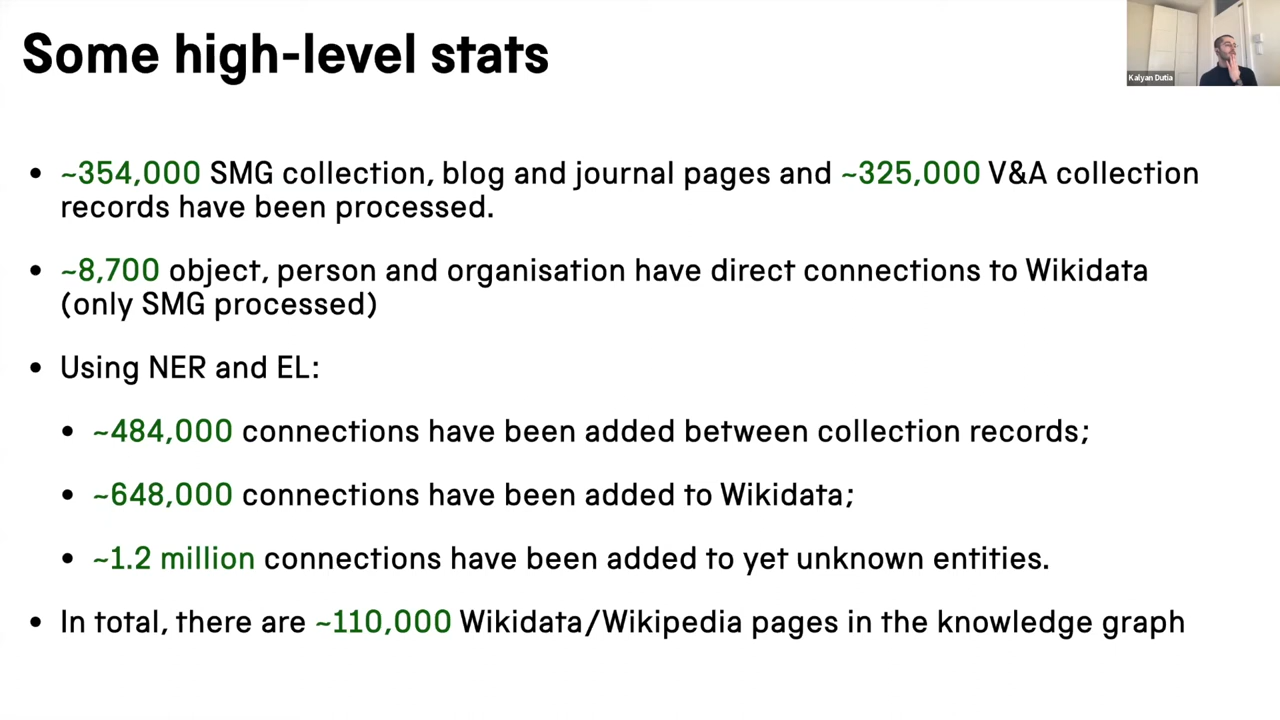 Some high-level stats
Kalyan Dutia
• ~354,000 SMG collection, blog and journal pages and ~325,000 V&A collection
records have been processed.
• ~8,700 object, person and organisation have direct connections to Wikidata
(only SMG processed)
• Using NER and EL:
• ~484,000 connections have been added between collection records;
• ~648,000 connections have been added to Wikidata;
• ~1.2 million connections have been added to yet unknown entities.
• In total, there are ~110,000 Wikidata/Wikipedia pages in the knowledge graph